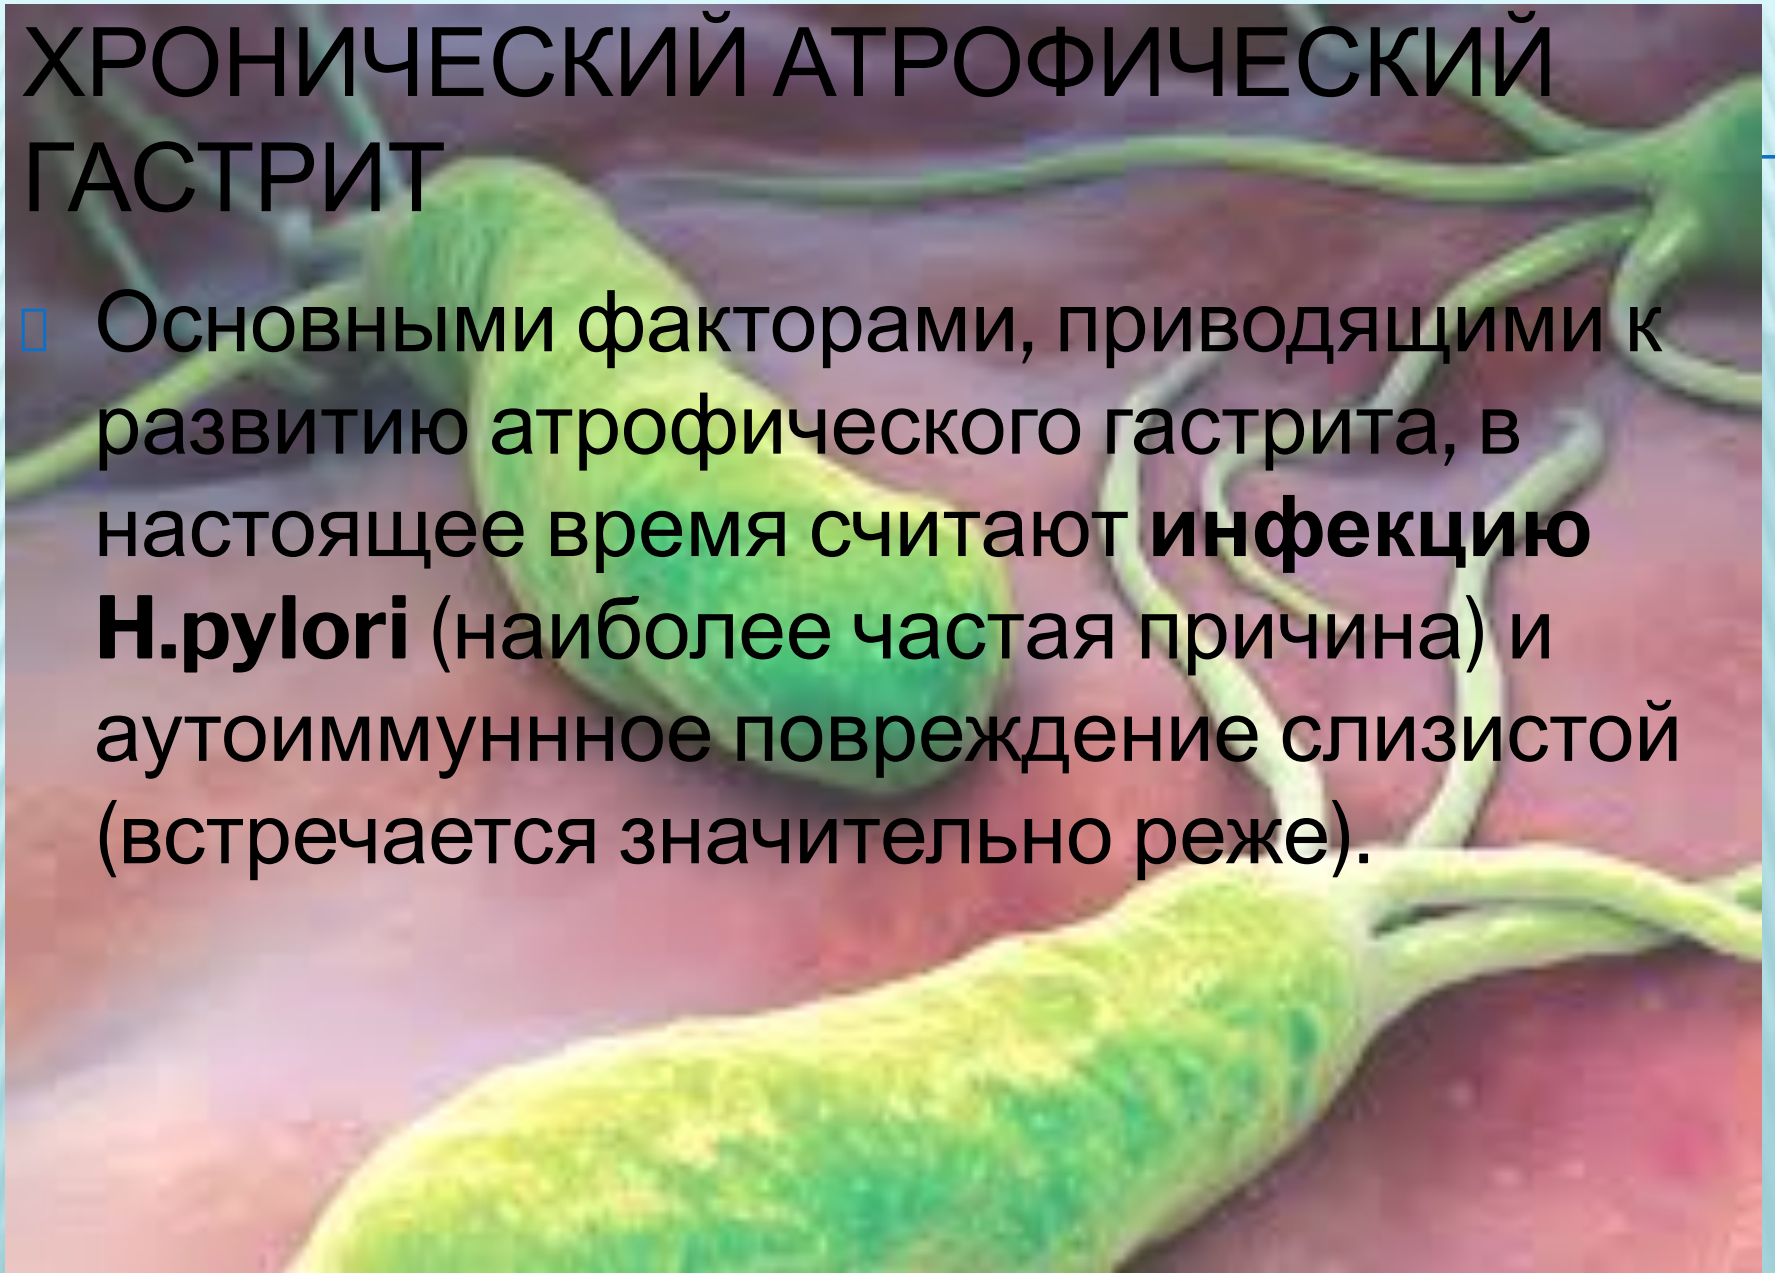 ХРОНИЧЕСКИЙ АТРОФИЧЕСКИЙ
ГАСТРИТ
Основными факторами, приводящими к
развитию атрофического гастрита, в
настоящее время считают инфекцию
H.pylori (наиболее частая причина) и
аутоиммуннное повреждение слизистой
(встречается значительно реже).